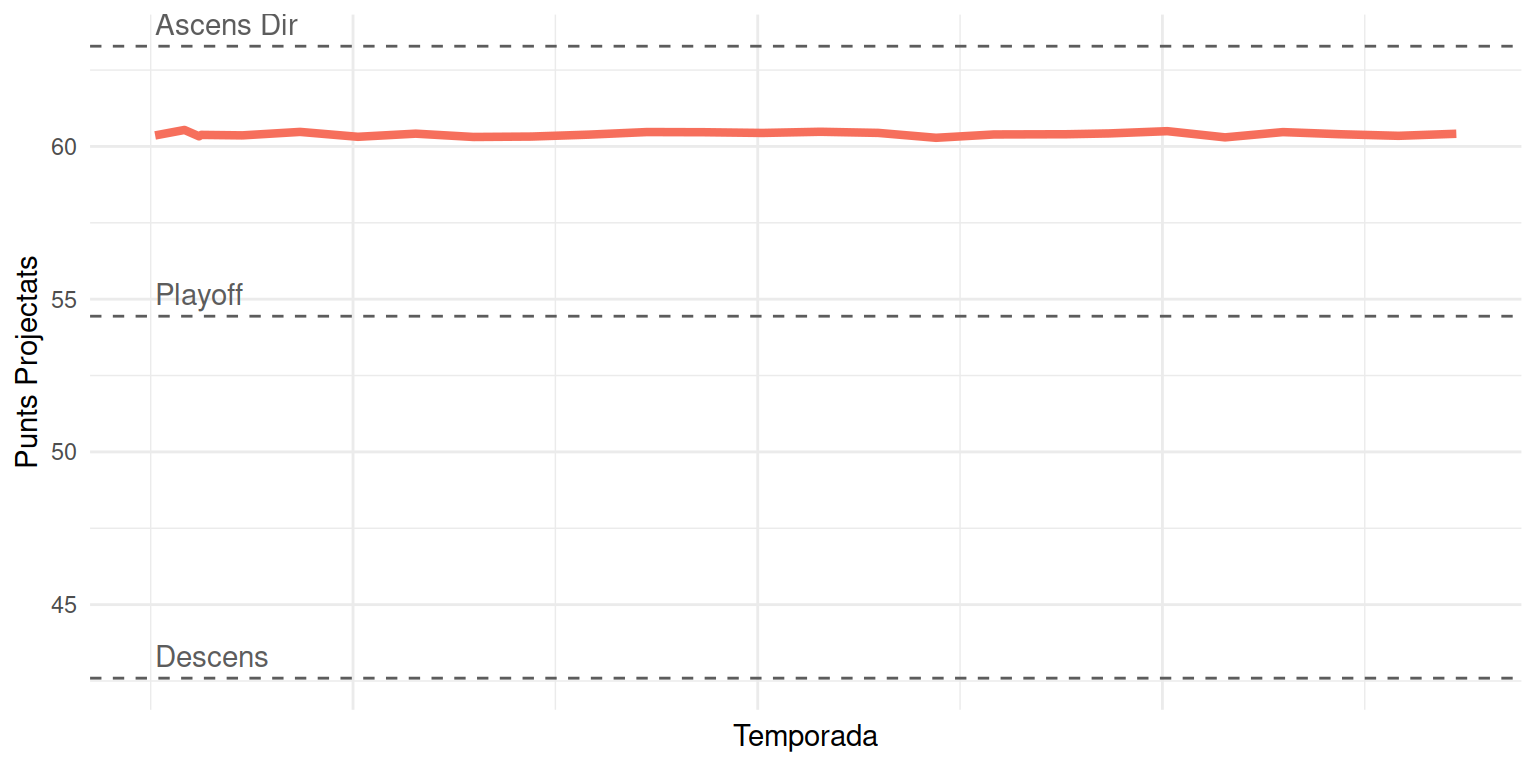 Ascens Dir
60
Playoff
55
50
45
Descens
Punts Projectats
Temporada